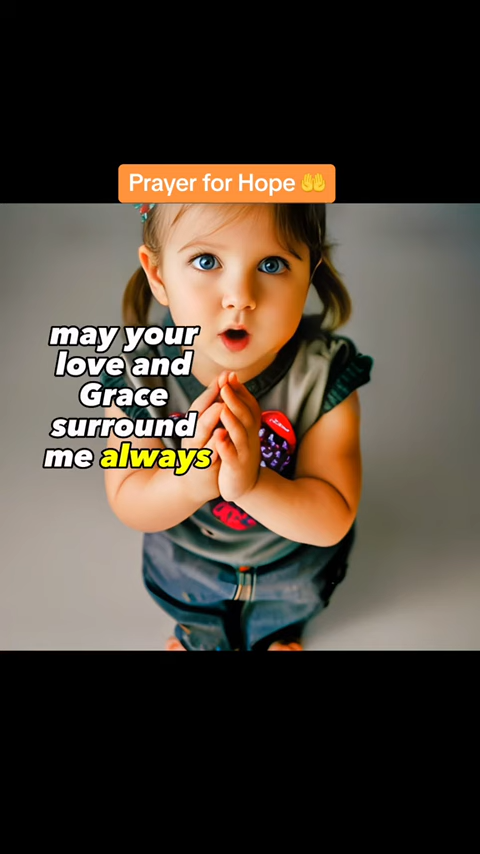 Prayer for Hope 🤲
may your
love and
Grace
surround
me always